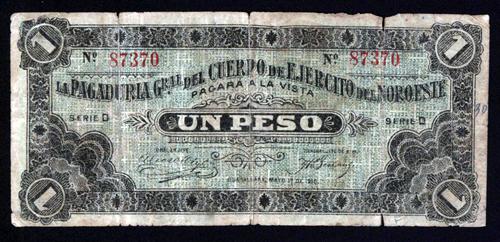 1 1
Nº 87370 Nº 87370
LA PAGADURIA GRAL. DEL CUERPO DE EJERCITO DEL NOROESTE
PAGARÁ A LA VISTA
SERIE D SERIE D
UN PESO
1 1